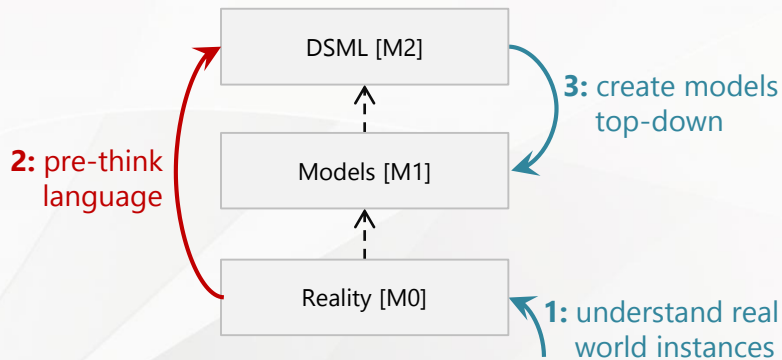 DSML [M2]
3: create models
top-down
2: pre-think
language
Models [M1]
Reality [M0]
1: understand real
world instances